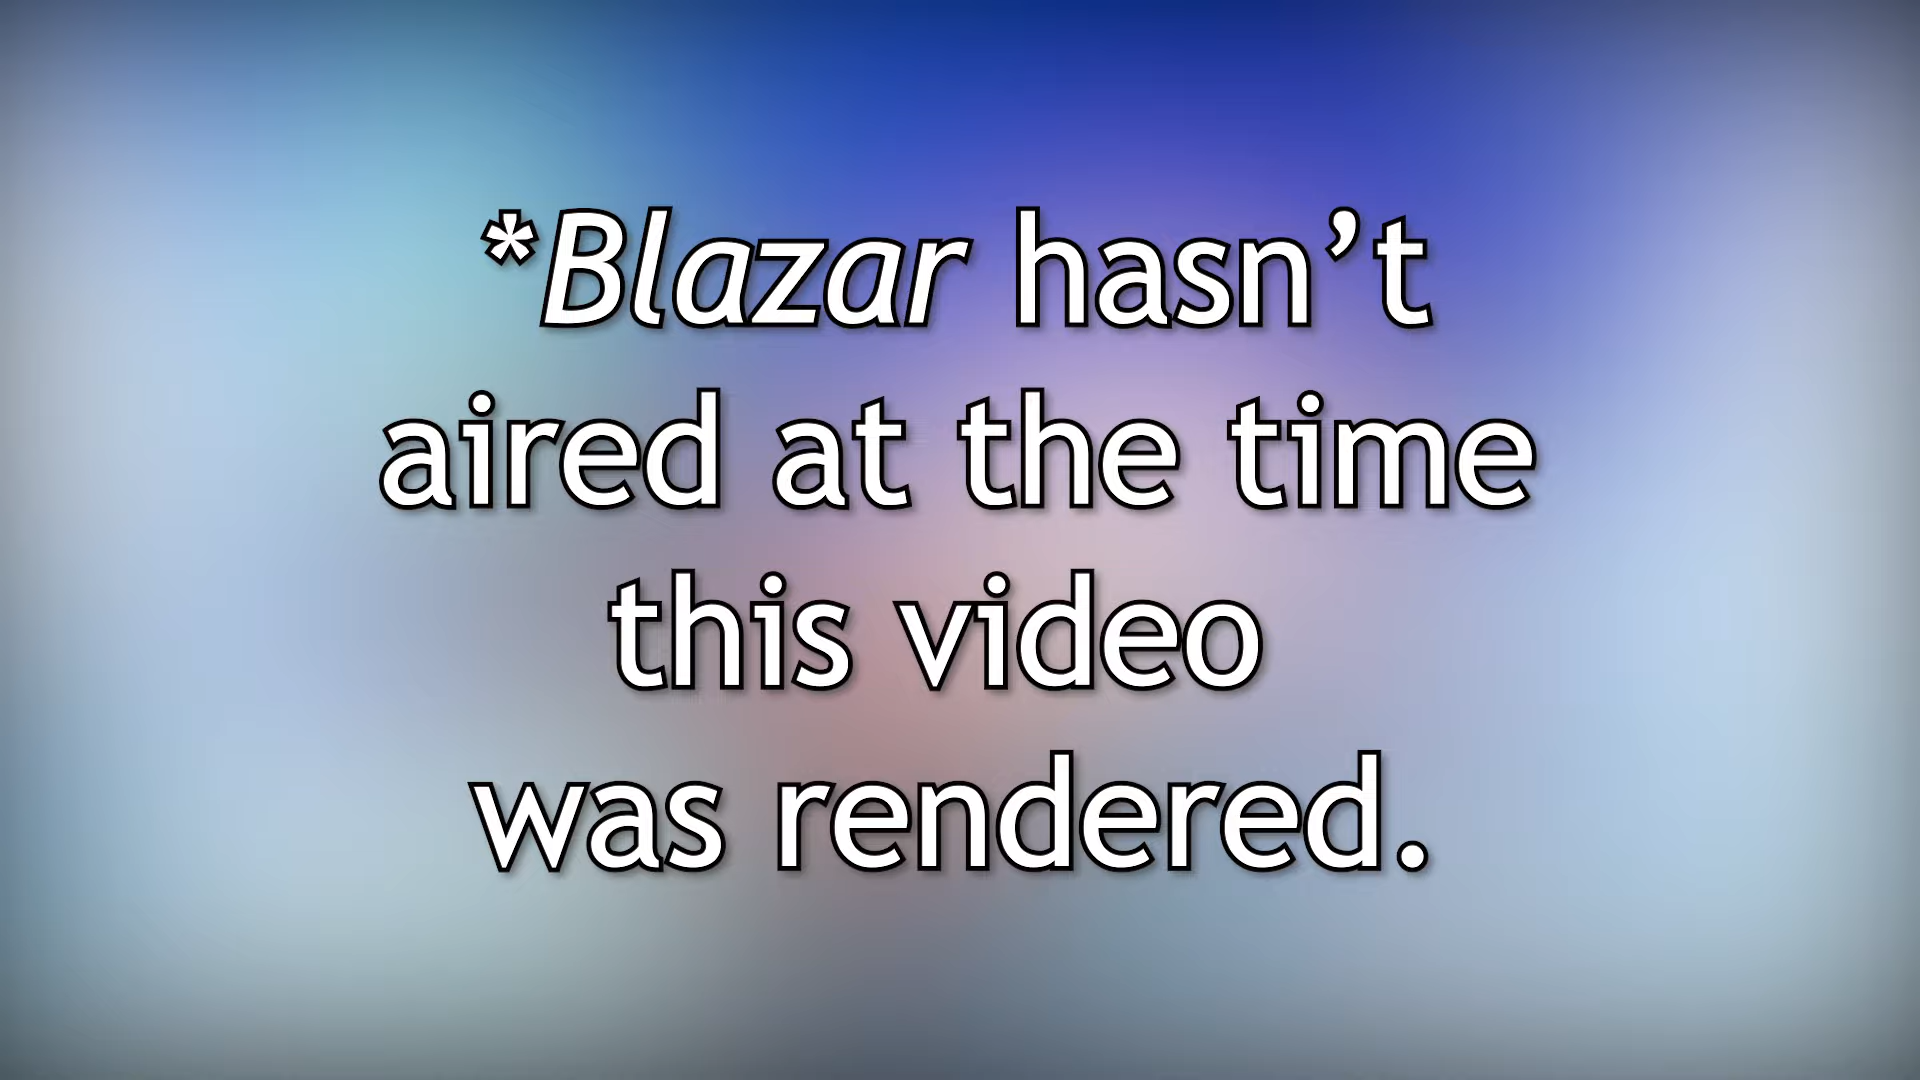 *Blazar hasn’t
aired at the time
this video
was rendered.